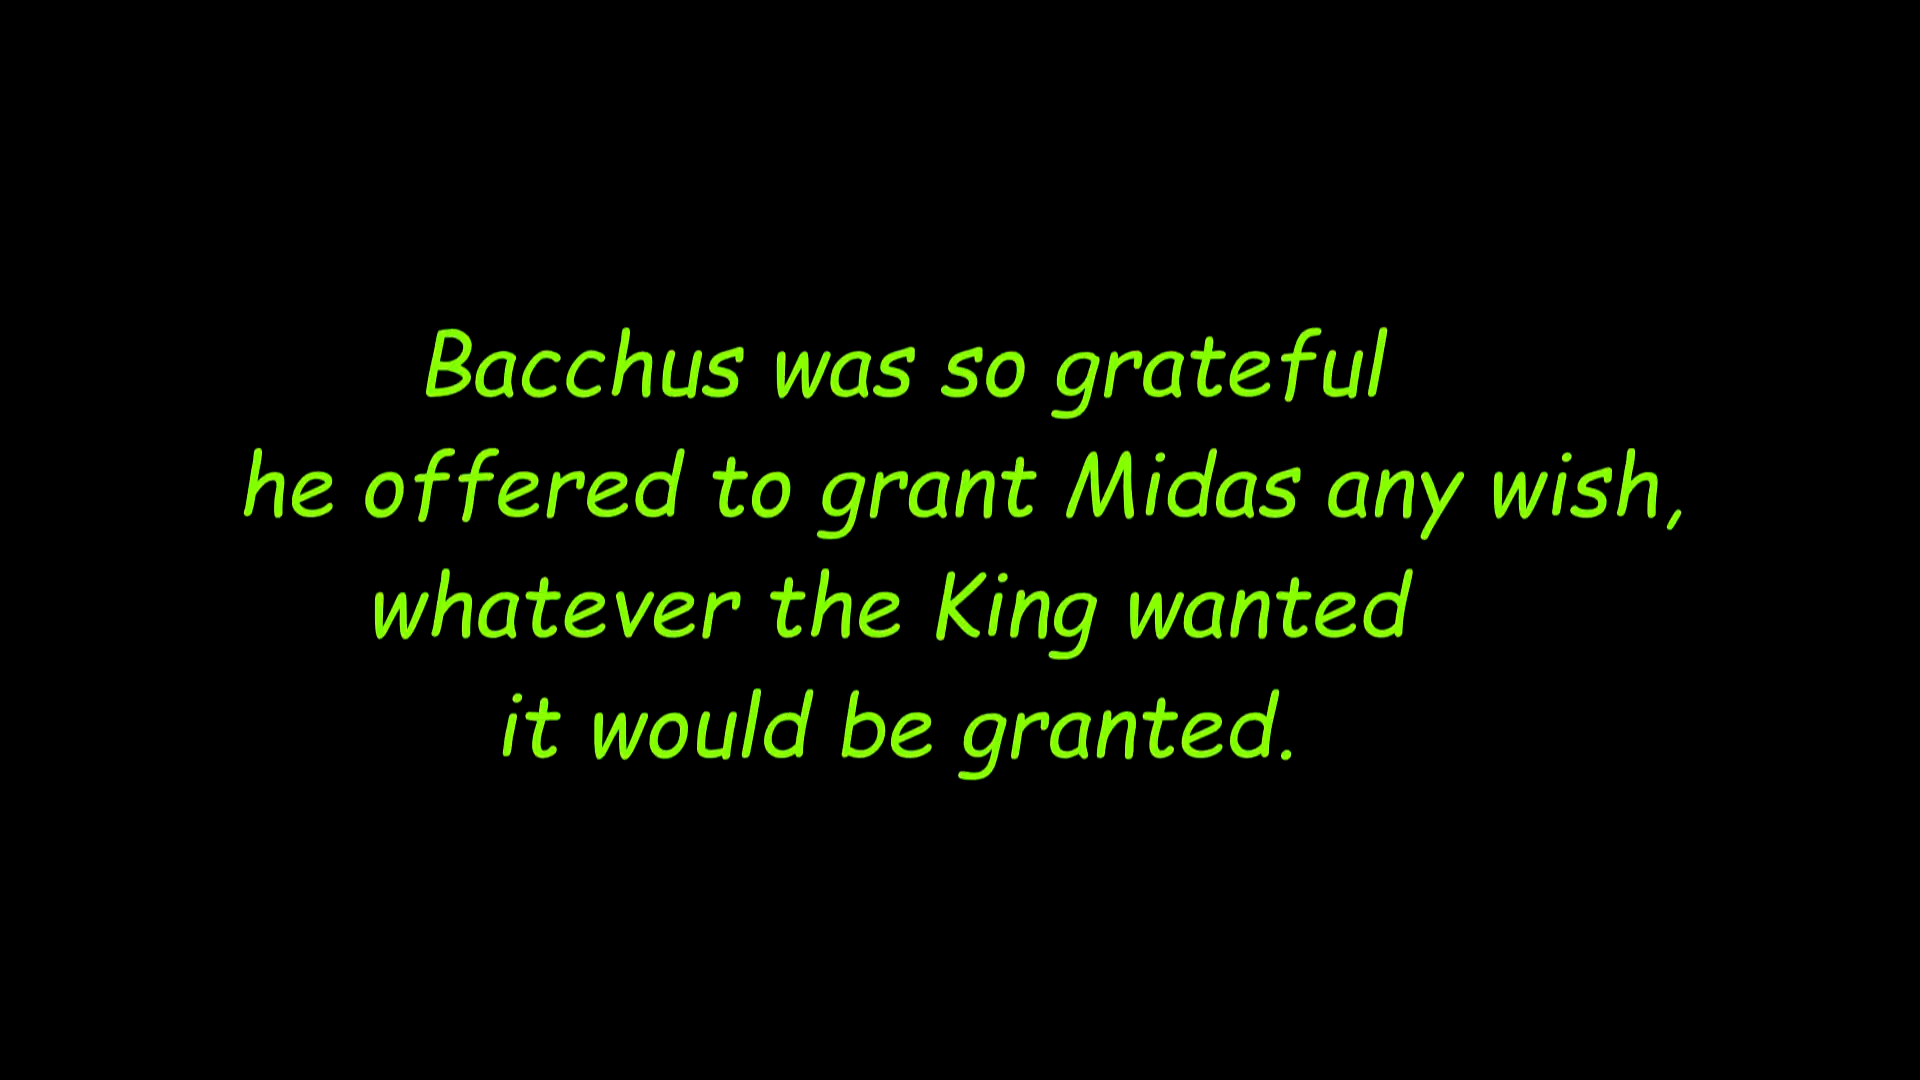 Bacchus was so grateful
he offered to grant Midas any wish,
whatever the King wanted
it would be granted.